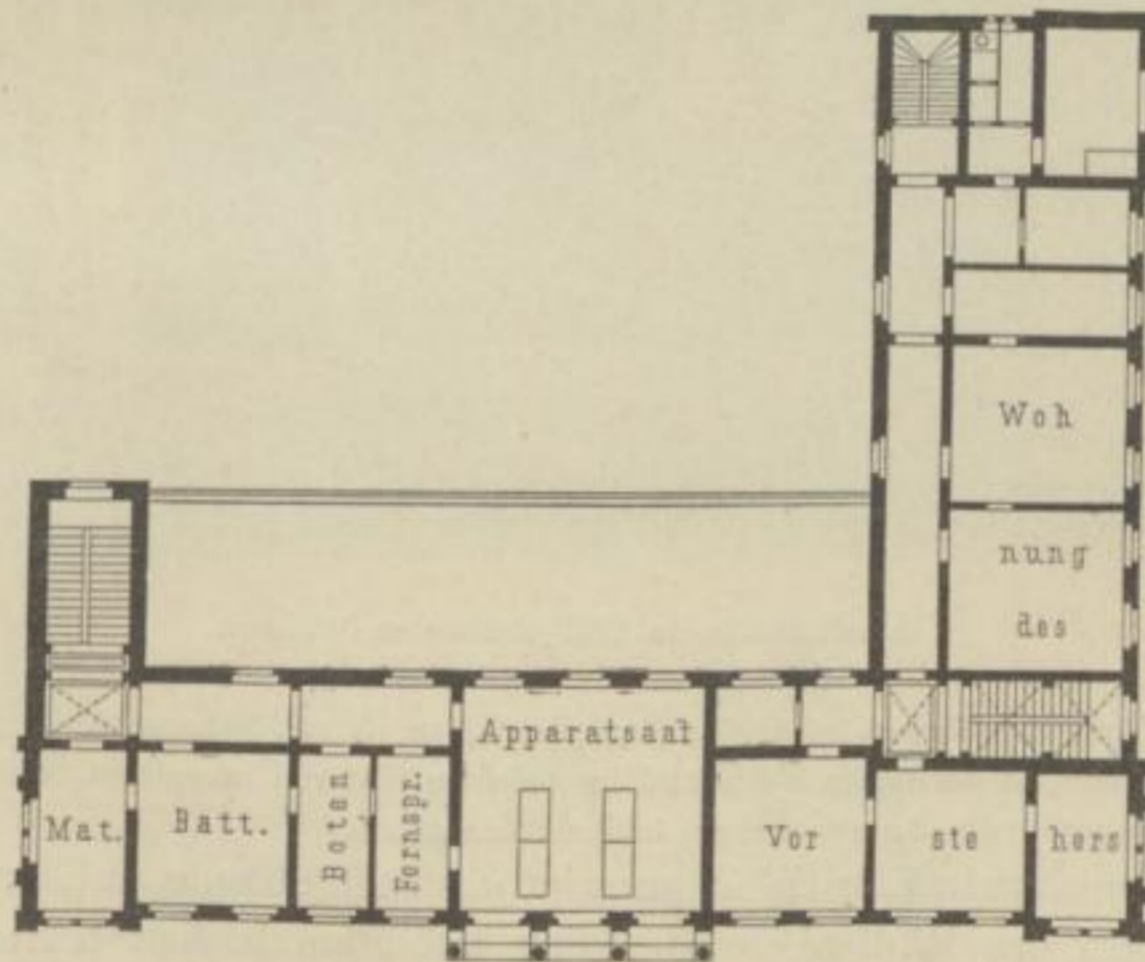 Woh
nung
des
Apparatsaal
Mat.
Batt.
Boten
Fernspr.
Vor
ste
hers